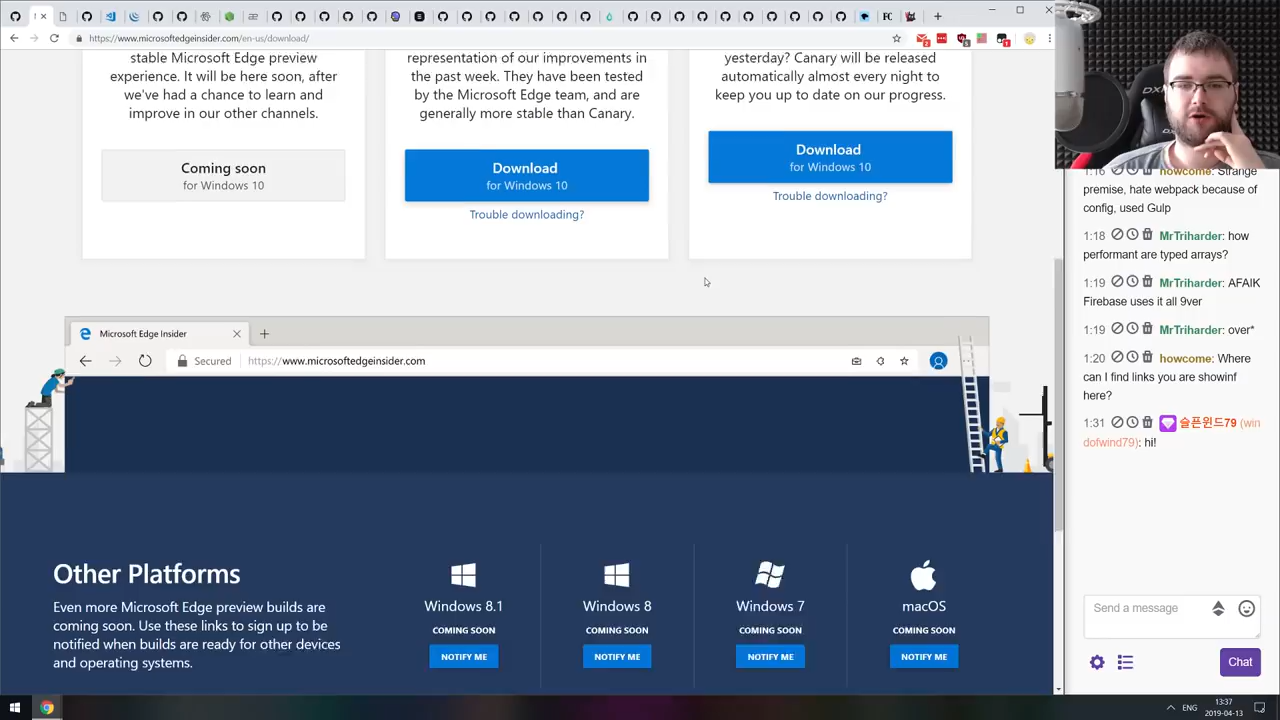 https://www.microsoftedgeinsider.com/en-us/download/
stable Microsoft Edge preview
experience. It will be here soon, after
we've had a chance to learn and
improve in our other channels.
Coming soon
for Windows 10
representation of our improvements in
the past week. They have been tested
by the Microsoft Edge team, and are
generally more stable than Canary.
Download
for Windows 10
Trouble downloading?
yesterday? Canary will be released
automatically almost every night to
keep you up to date on our progress.
Download
for Windows 10
Trouble downloading?
Microsoft Edge Insider
Secured https://www.microsoftedgeinsider.com
Other Platforms
Even more Microsoft Edge preview builds are
coming soon. Use these links to sign up to be
notified when builds are ready for other devices
and operating systems.
Windows 8.1
COMING SOON
NOTIFY ME
Windows 8
COMING SOON
NOTIFY ME
Windows 7
COMING SOON
NOTIFY ME
macOS
COMING SOON
NOTIFY ME
1:16 howcome: Strange
premise, hate webpack because of
config, used Gulp
1:18 MrTriharder: how
performant are typed arrays?
1:19 MrTriharder: AFAIK
Firebase uses it all 9ver
1:19 MrTriharder: over*
1:20 howcome: Where
can I find links you are showinf
here?
1:31 슬픈윈드79 (win
dofwind79): hi!
Send a message
Chat
ENG
13:37
2019-04-13